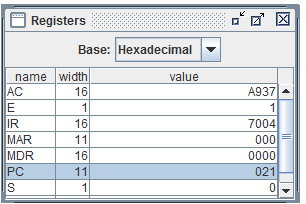 Registers
Base: Hexadecimal
name width value
AC 16 A937
E 1 1
IR 16 7004
MAR 11 000
MDR 16 0000
PC 11 021
S 1 0